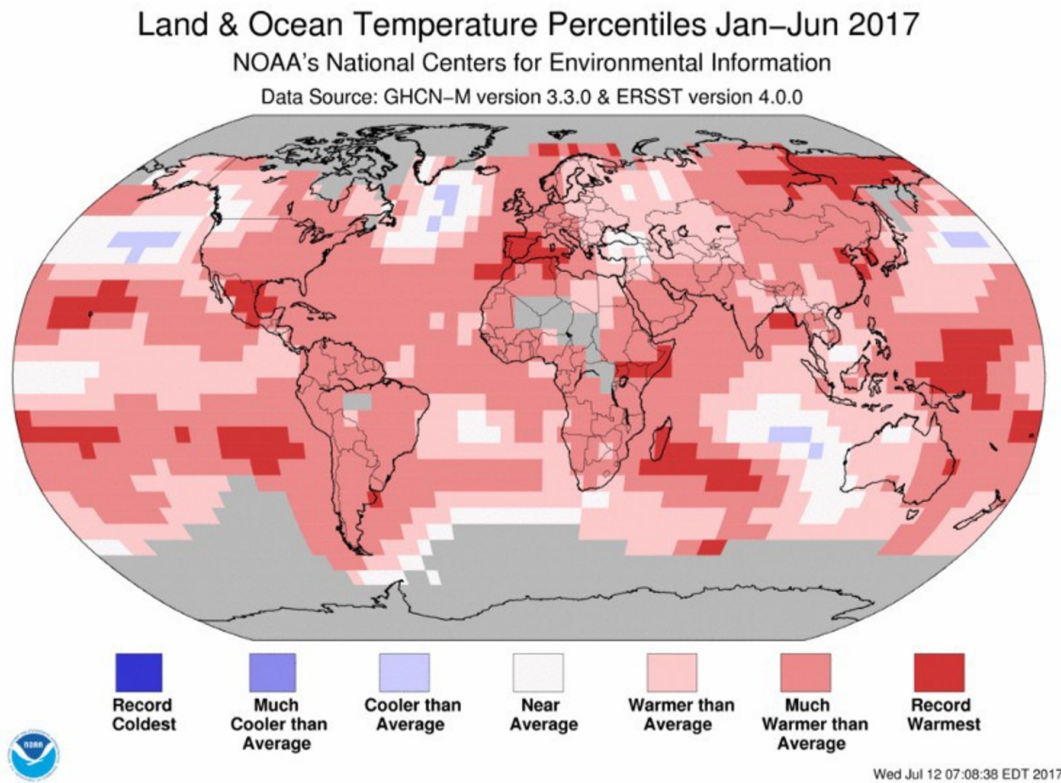 Land & Ocean Temperature Percentiles Jan–Jun 2017
NOAA's National Centers for Environmental Information
Data Source: GHCN–M version 3.3.0 & ERSST version 4.0.0
Record
Coldest
Much
Cooler than
Average
Cooler than
Average
Near
Average
Warmer than
Average
Much
Warmer than
Average
Record
Warmest
NOAA
Wed Jul 12 07:08:38 EDT 2017